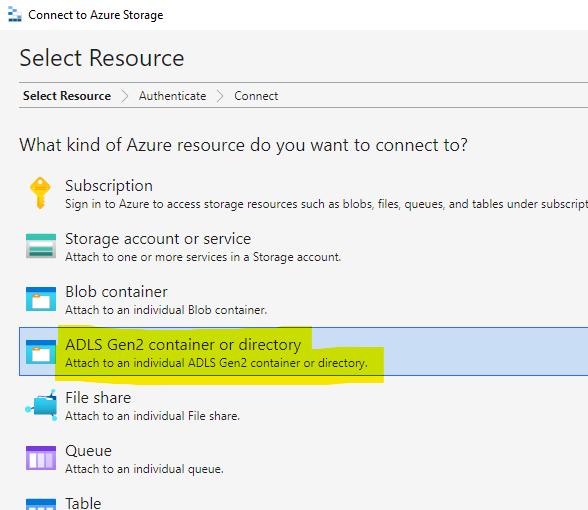 Connect to Azure Storage
Select Resource
Select Resource
Authenticate
Connect
What kind of Azure resource do you want to connect to?
Subscription
Sign in to Azure to access storage resources such as blobs, files, queues, and tables under
Storage account or service
Attach to one or more services in a Storage account.
Blob container
Attach to an individual Blob container.
ADLS Gen2 container or directory
Attach to an individual ADLS Gen2 container or directory.
File share
Attach to an individual File share.
Queue
Attach to an individual queue.
Table